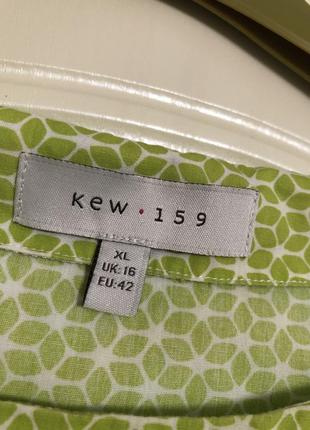 Kew · 159
XL
UK: 16
EU: 42